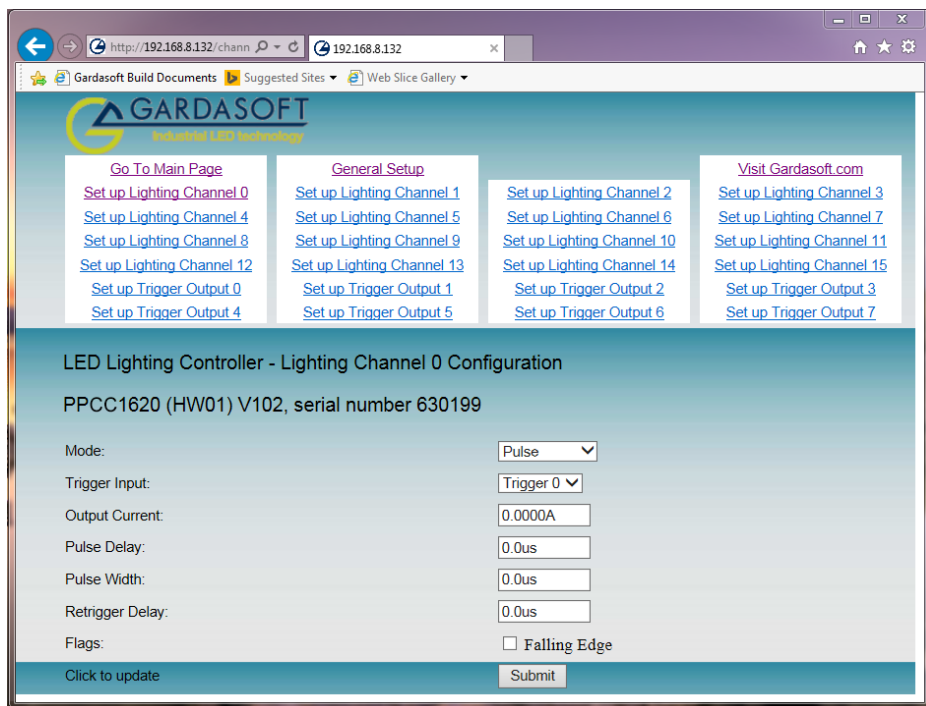 http://192.168.8.132/chann
192.168.8.132
Gardasoft Build Documents Suggested Sites Web Slice Gallery
GARDASOFT
Industrial LED technology
Go To Main Page General Setup Visit Gardasoft.com
Set up Lighting Channel 0 Set up Lighting Channel 1 Set up Lighting Channel 2 Set up Lighting Channel 3
Set up Lighting Channel 4 Set up Lighting Channel 5 Set up Lighting Channel 6 Set up Lighting Channel 7
Set up Lighting Channel 8 Set up Lighting Channel 9 Set up Lighting Channel 10 Set up Lighting Channel 11
Set up Lighting Channel 12 Set up Lighting Channel 13 Set up Lighting Channel 14 Set up Lighting Channel 15
Set up Trigger Output 0 Set up Trigger Output 1 Set up Trigger Output 2 Set up Trigger Output 3
Set up Trigger Output 4 Set up Trigger Output 5 Set up Trigger Output 6 Set up Trigger Output 7
LED Lighting Controller - Lighting Channel 0 Configuration
PPCC1620 (HW01) V102, serial number 630199
Mode: Pulse
Trigger Input: Trigger 0
Output Current: 0.0000A
Pulse Delay: 0.0us
Pulse Width: 0.0us
Retrigger Delay: 0.0us
Flags: Falling Edge
Click to update Submit